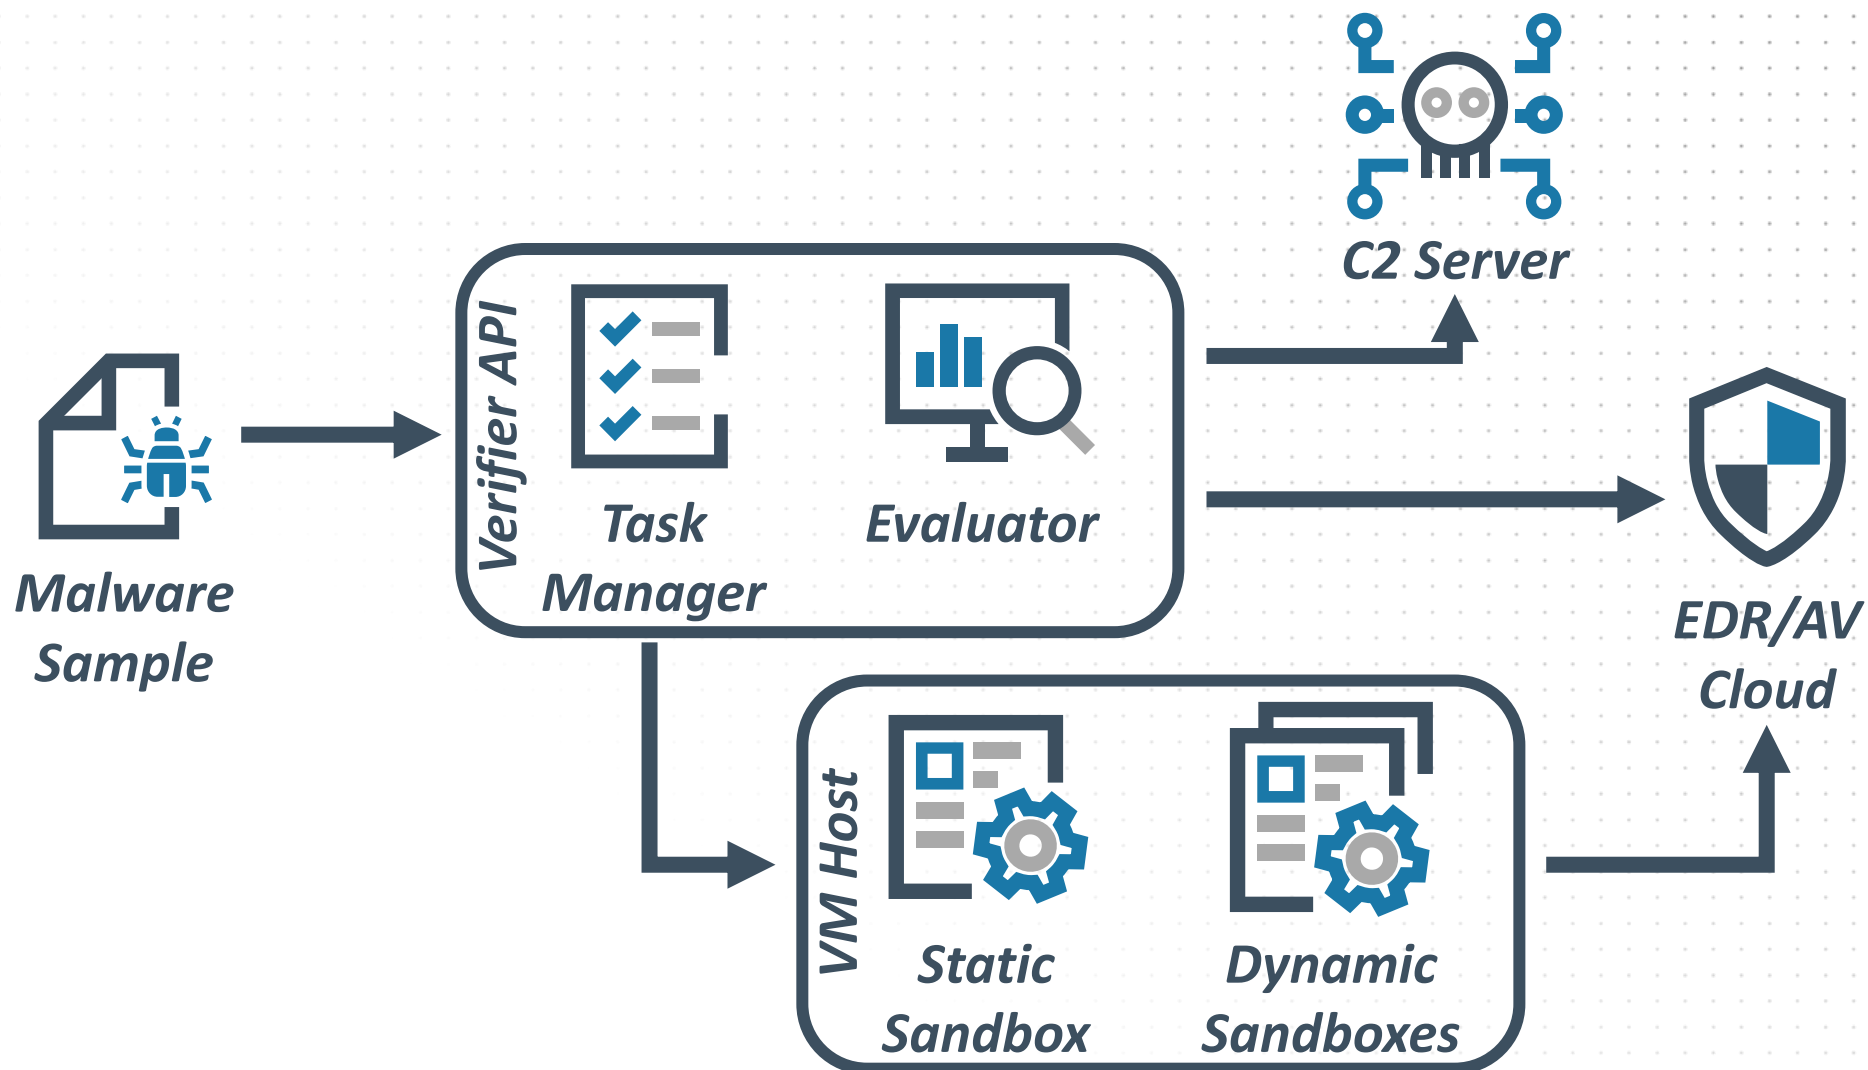 C2 Server
Verifier API
Task
Manager
Evaluator
Malware
Sample
EDR/AV
Cloud
VM Host
Static
Sandbox
Dynamic
Sandboxes